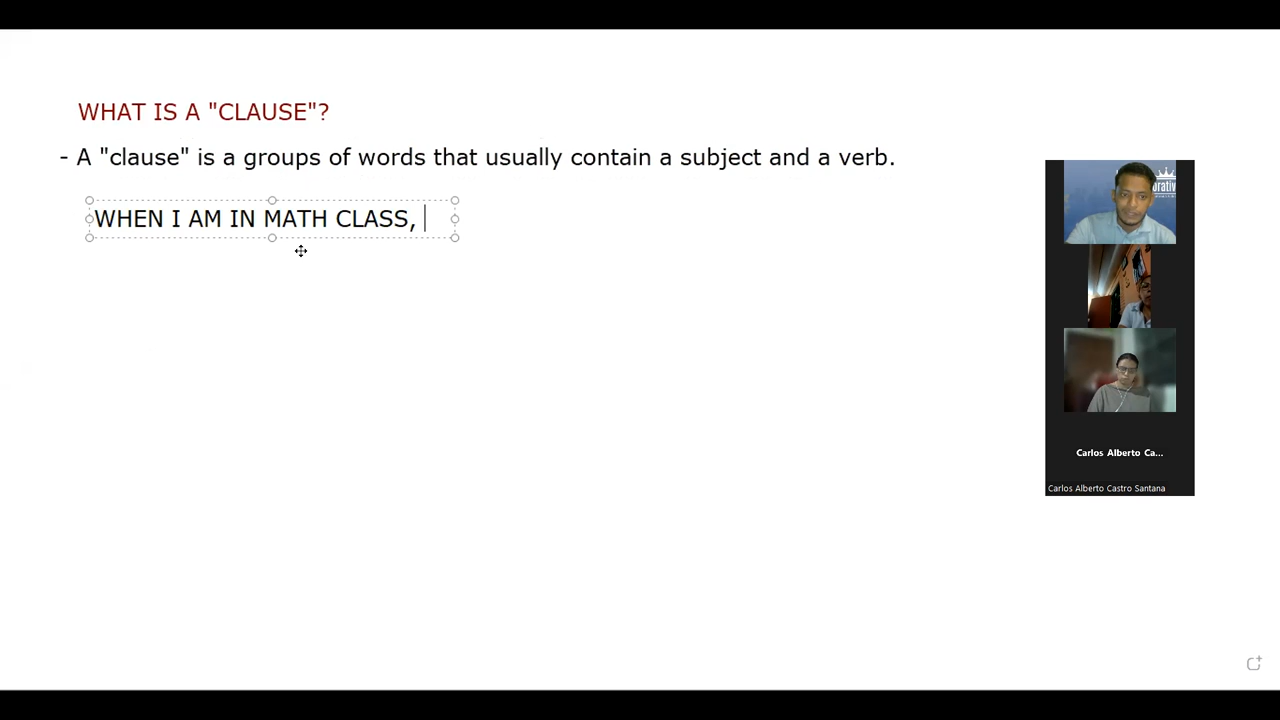 WHAT IS A "CLAUSE"?
- A "clause" is a groups of words that usually contain a subject and a verb.
WHEN I AM IN MATH CLASS,
Carlos Alberto Ca...
Carlos Alberto Castro Santana